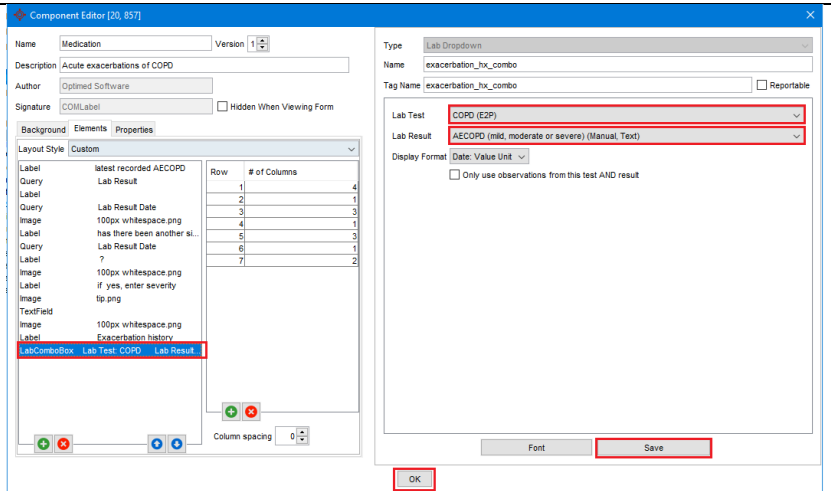 Component Editor [20, 857]
Name Medication Version 1
Description Acute exacerbations of COPD
Author Optimed Software
Signature COMLabel Hidden When Viewing Form
Background Elements Properties
Layout Style Custom
Label latest recorded AECOPD
Query Lab Result
Label
Query Lab Result Date
Image 100px whitespace.png
Label has there been another si...
Query Lab Result Date
Label ?
Image 100px whitespace.png
Label if yes, enter severity
Image tip.png
TextField
Image 100px whitespace.png
Label Exacerbation history
LabComboBox Lab Test: COPD Lab Result...
Row # of Columns
1 4
2 1
3 3
4 1
5 3
6 1
7 2
Column spacing 0
Type Lab Dropdown
Name exacerbation_hx_combo
Tag Name exacerbation_hx_combo Reportable
Lab Test COPD (E2P)
Lab Result AECOPD (mild, moderate or severe) (Manual, Text)
Display Format Date: Value Unit
Only use observations from this test AND result
Font Save
OK